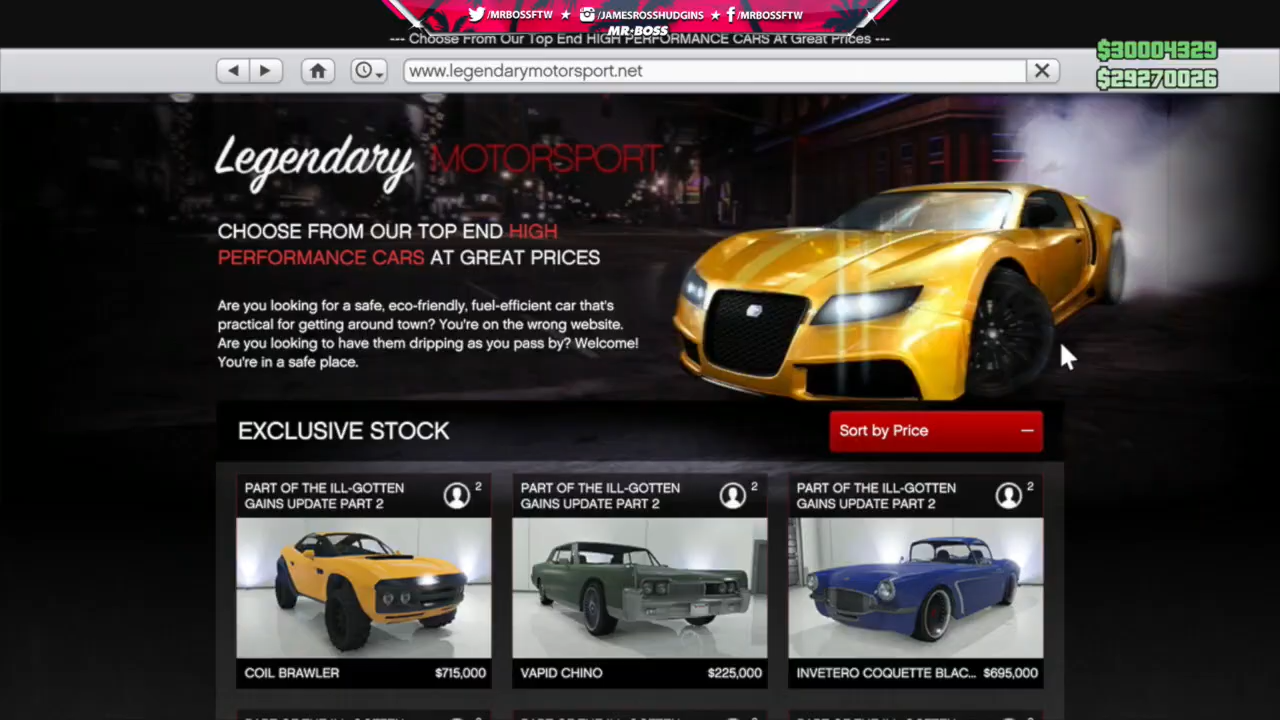 /MRBOSSFTW ★ /JAMESROSSHUDGINS ★ /MRBOSSFTW
MR·BOSS
--- Choose From Our Top End HIGH PERFORMANCE CARS At Great Prices ---
$30004329
www.legendarymotorsport.net
$29270026
Legendary MOTORSPORT
CHOOSE FROM OUR TOP END HIGH
PERFORMANCE CARS AT GREAT PRICES
Are you looking for a safe, eco-friendly, fuel-efficient car that's
practical for getting around town? You're on the wrong website.
Are you looking to have them dripping as you pass by? Welcome!
You're in a safe place.
EXCLUSIVE STOCK
Sort by Price
PART OF THE ILL-GOTTEN
GAINS UPDATE PART 2
2
PART OF THE ILL-GOTTEN
GAINS UPDATE PART 2
2
PART OF THE ILL-GOTTEN
GAINS UPDATE PART 2
2
COIL BRAWLER $715,000
VAPID CHINO $225,000
INVETERO COQUETTE BLAC... $695,000